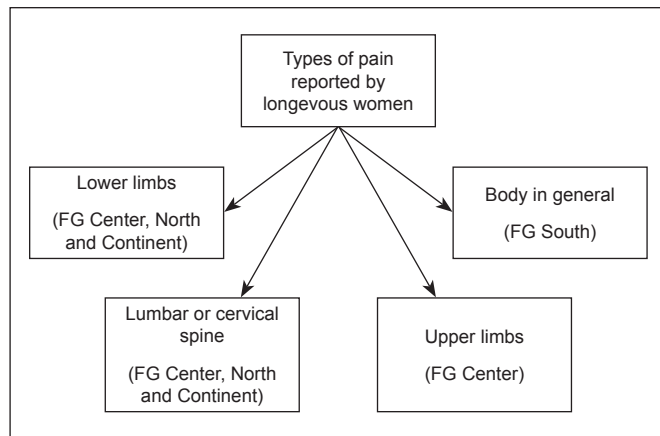 Types of pain
reported by
longevous women
Lower limbs
(FG Center, North
and Continent)
Body in general
(FG South)
Lumbar or cervical
spine
(FG Center, North
and Continent)
Upper limbs
(FG Center)